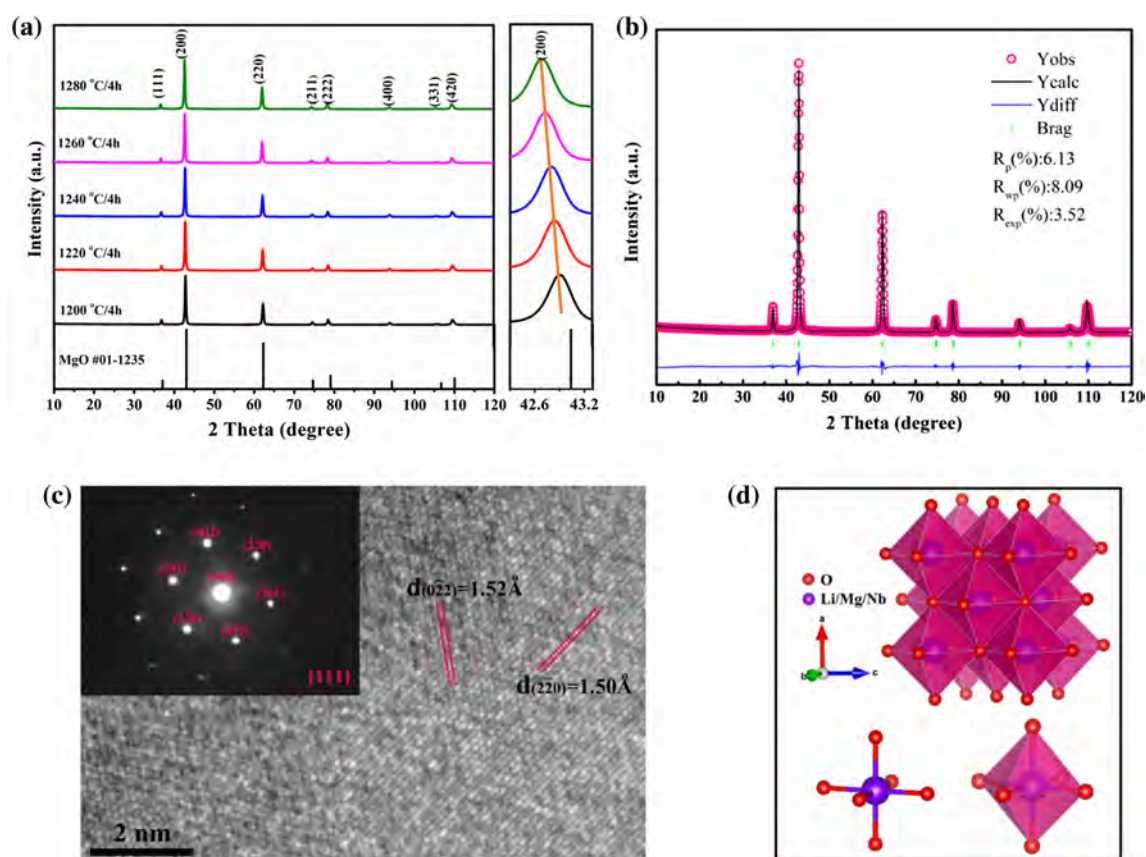 (a)
Intensity (a.u.)
(111)
(200)
(220)
(211)
(222)
(400)
(331)
(420)
1280 °C/4h
1260 °C/4h
1240 °C/4h
1220 °C/4h
1200 °C/4h
MgO #01-1235
10 20 30 40 50 60 70 80 90 100 110 120
2 Theta (degree)
(200)
42.6 43.2
(b)
Intensity (a.u.)
Yobs
Ycalc
Ydiff
Brag
Rp(%):6.13
Rwp(%):8.09
Rexp(%):3.52
10 20 30 40 50 60 70 80 90 100 110 120
2 Theta (degree)
(c)
d(02̄2)=1.52Å
d(2̄2̄0)=1.50Å
2 nm
(d)
O
Li/Mg/Nb
a
b
c